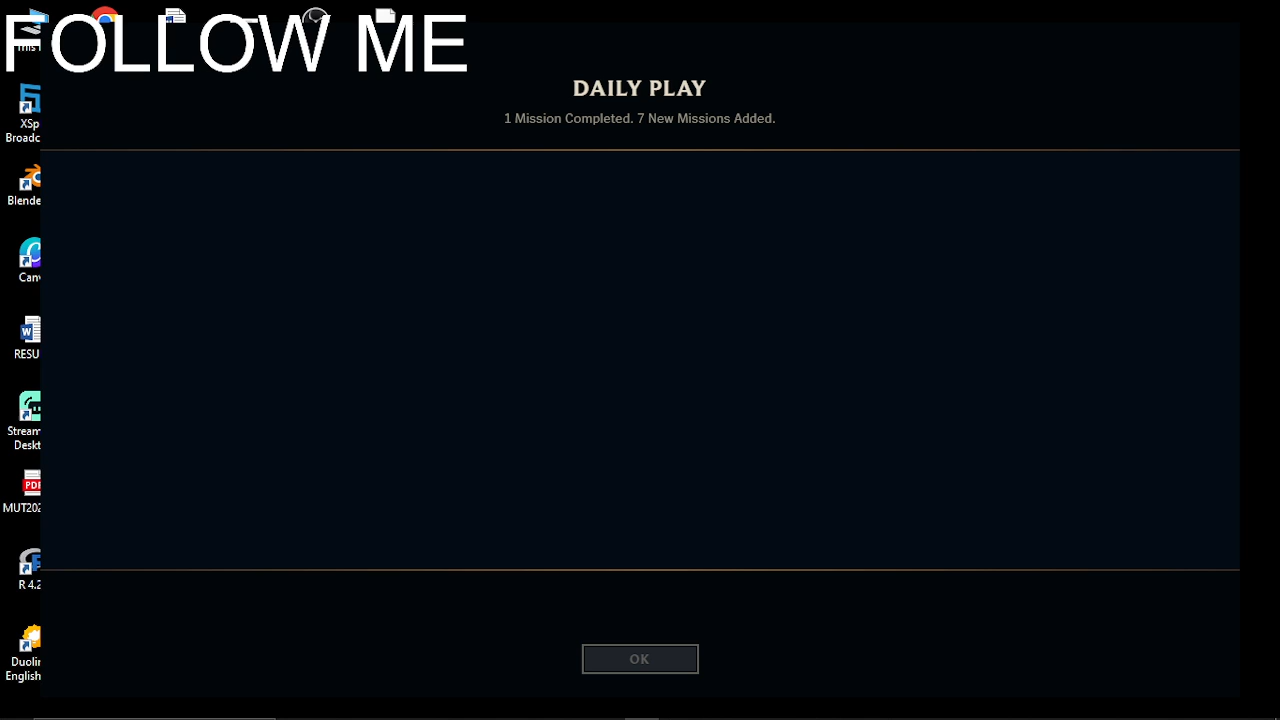 FOLLOW ME
This
DAILY PLAY
1 Mission Completed. 7 New Missions Added.
XSp
Broadc
Blende
Canv
RESU
Stream
Deskt
MUT202
R 4.2
Duolin
English
OK